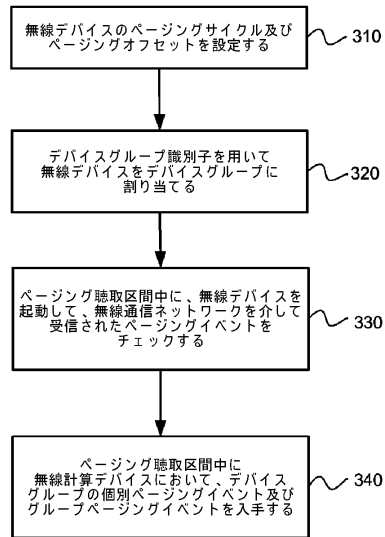 無線デバイスのページングサイクル及び
ページングオフセットを設定する
310
デバイスグループ識別子を用いて
無線デバイスをデバイスグループに
割り当てる
320
ページング聴取区間中に、無線デバイスを
起動して、無線通信ネットワークを介して
受信されたページングイベントを
チェックする
330
ページング聴取区間中に
無線計算デバイスにおいて、デバイス
グループの個別ページングイベント及び
グループページングイベントを入手する
340